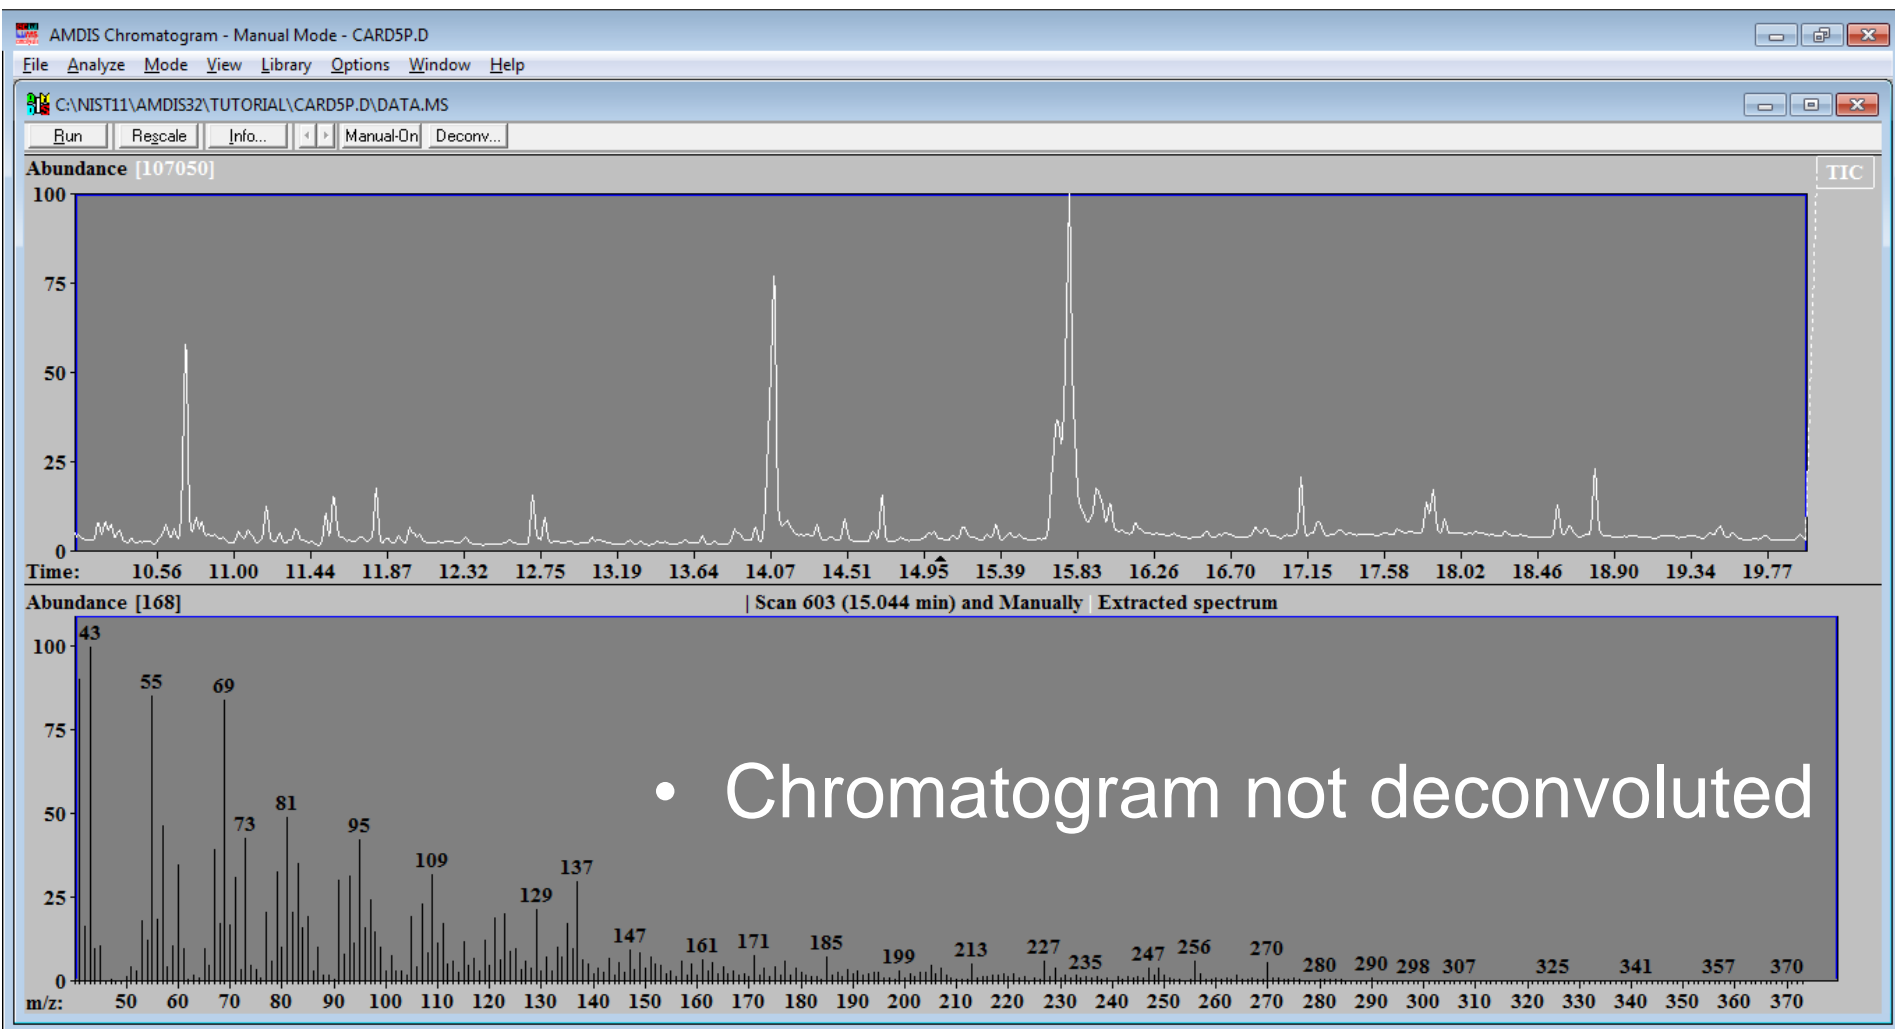 AMDIS Chromatogram - Manual Mode - CARD5P.D
File Analyze Mode View Library Options Window Help
C:\NIST11\AMDIS32\TUTORIAL\CARD5P.D\DATA.MS
Run Rescale Info... Manual-On Deconv...
Abundance [107050] TIC
100
75
50
25
0
Time: 10.56 11.00 11.44 11.87 12.32 12.75 13.19 13.64 14.07 14.51 14.95 15.39 15.83 16.26 16.70 17.15 17.58 18.02 18.46 18.90 19.34 19.77
Abundance [168] | Scan 603 (15.044 min) and Manually | Extracted spectrum
43
100
55 69
75
• Chromatogram not deconvoluted
81
50
73 95
109 137
25
129
147 161 171 185 199 213 227 235 247 256 270 280 290 298 307 325 341 357 370
0
m/z: 50 60 70 80 90 100 110 120 130 140 150 160 170 180 190 200 210 220 230 240 250 260 270 280 290 300 310 320 330 340 350 360 370